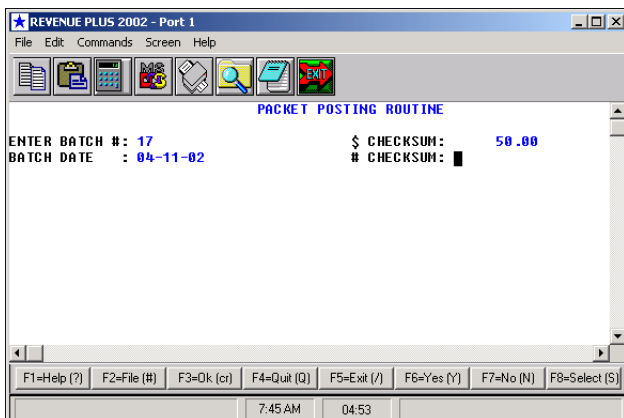 REVENUE PLUS 2002 - Port 1
File Edit Commands Screen Help
MS DOS EXIT
PACKET POSTING ROUTINE
ENTER BATCH #: 17 $ CHECKSUM: 50.00
BATCH DATE : 04-11-02 # CHECKSUM:
F1=Help (?) F2=File (#) F3=Ok (cr) F4=Quit (Q) F5=Exit (/) F6=Yes (Y) F7=No (N) F8=Select (S)
7:45 AM 04:53